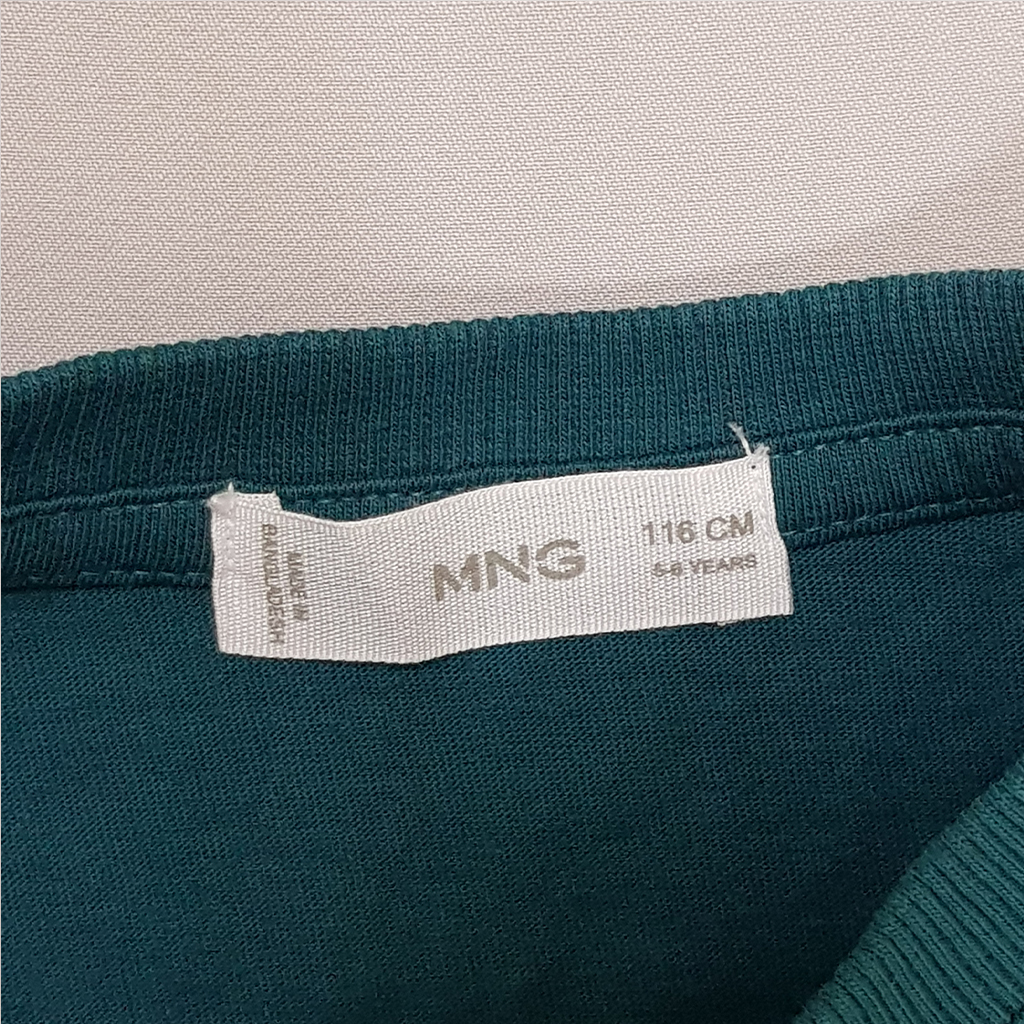 MADE IN
BANGLADESH
MNG
116 CM
5-6 YEARS